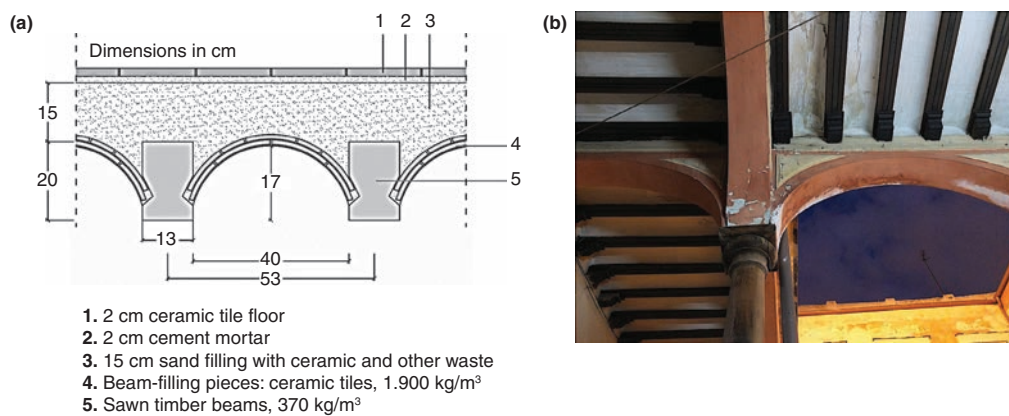 (a)
Dimensions in cm
1 2 3
15
20
17
4
5
13
40
53
1. 2 cm ceramic tile floor
2. 2 cm cement mortar
3. 15 cm sand filling with ceramic and other waste
4. Beam-filling pieces: ceramic tiles, 1.900 kg/m³
5. Sawn timber beams, 370 kg/m³
(b)